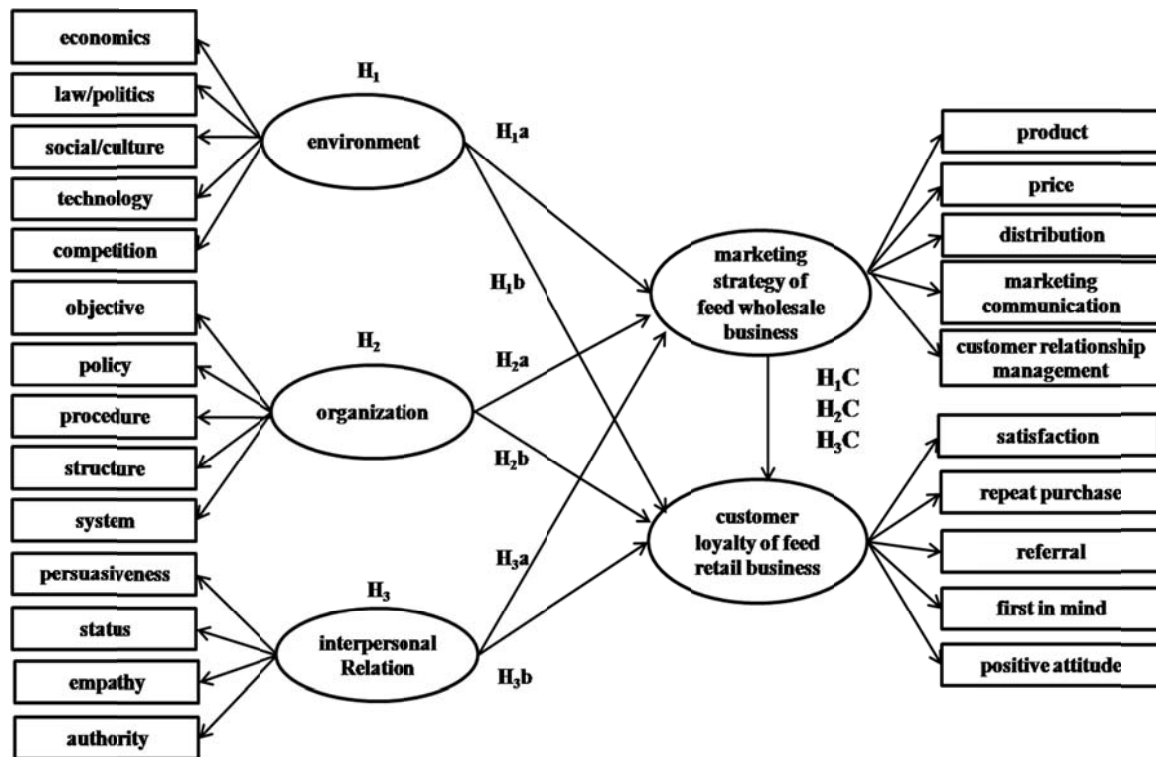 economics
law/politics
social/culture
technology
competition
objective
policy
procedure
structure
system
persuasiveness
status
empathy
authority
H₁
environment
H₂
organization
H₃
interpersonal
Relation
H₁a
H₁b
H₂a
H₂b
H₃a
H₃b
marketing
strategy of
feed wholesale
business
H₁C
H₂C
H₃C
customer
loyalty of feed
retail business
product
price
distribution
marketing
communication
customer relationship
management
satisfaction
repeat purchase
referral
first in mind
positive attitude